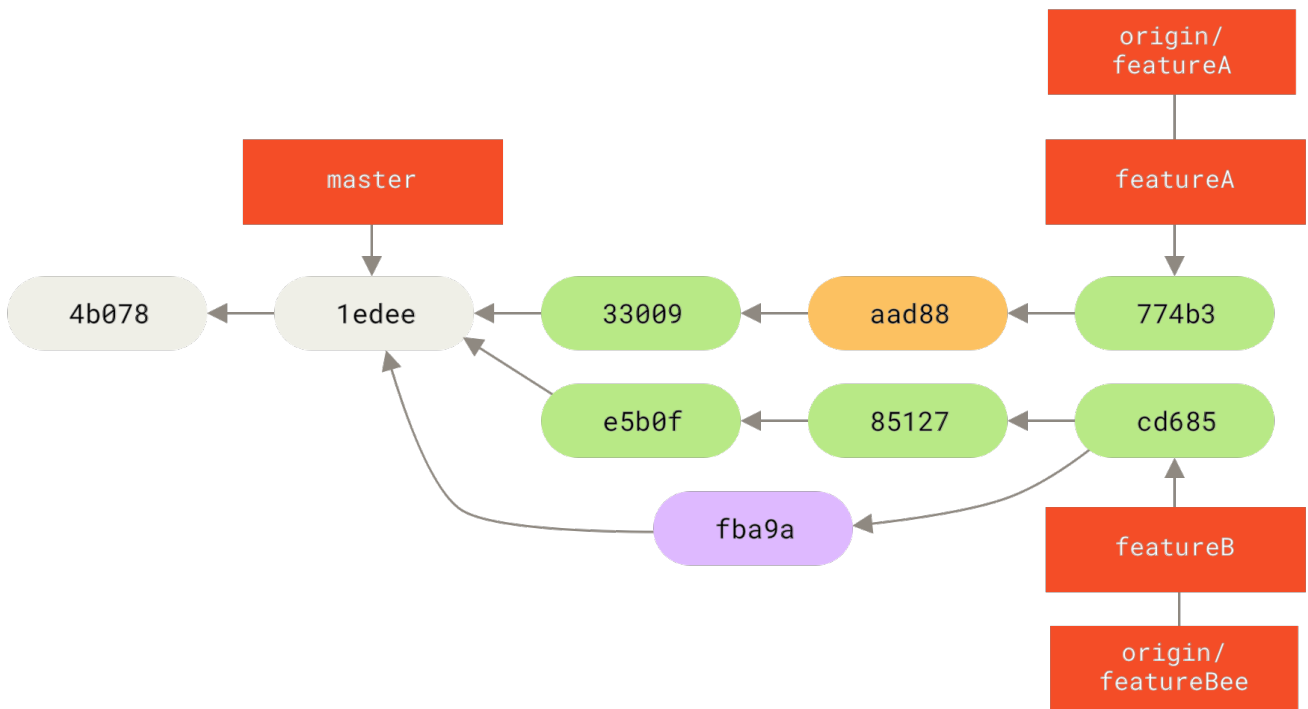 origin/
featureA
master
featureA
4b078
1edee
33009
aad88
774b3
e5b0f
85127
cd685
fba9a
featureB
origin/
featureBee